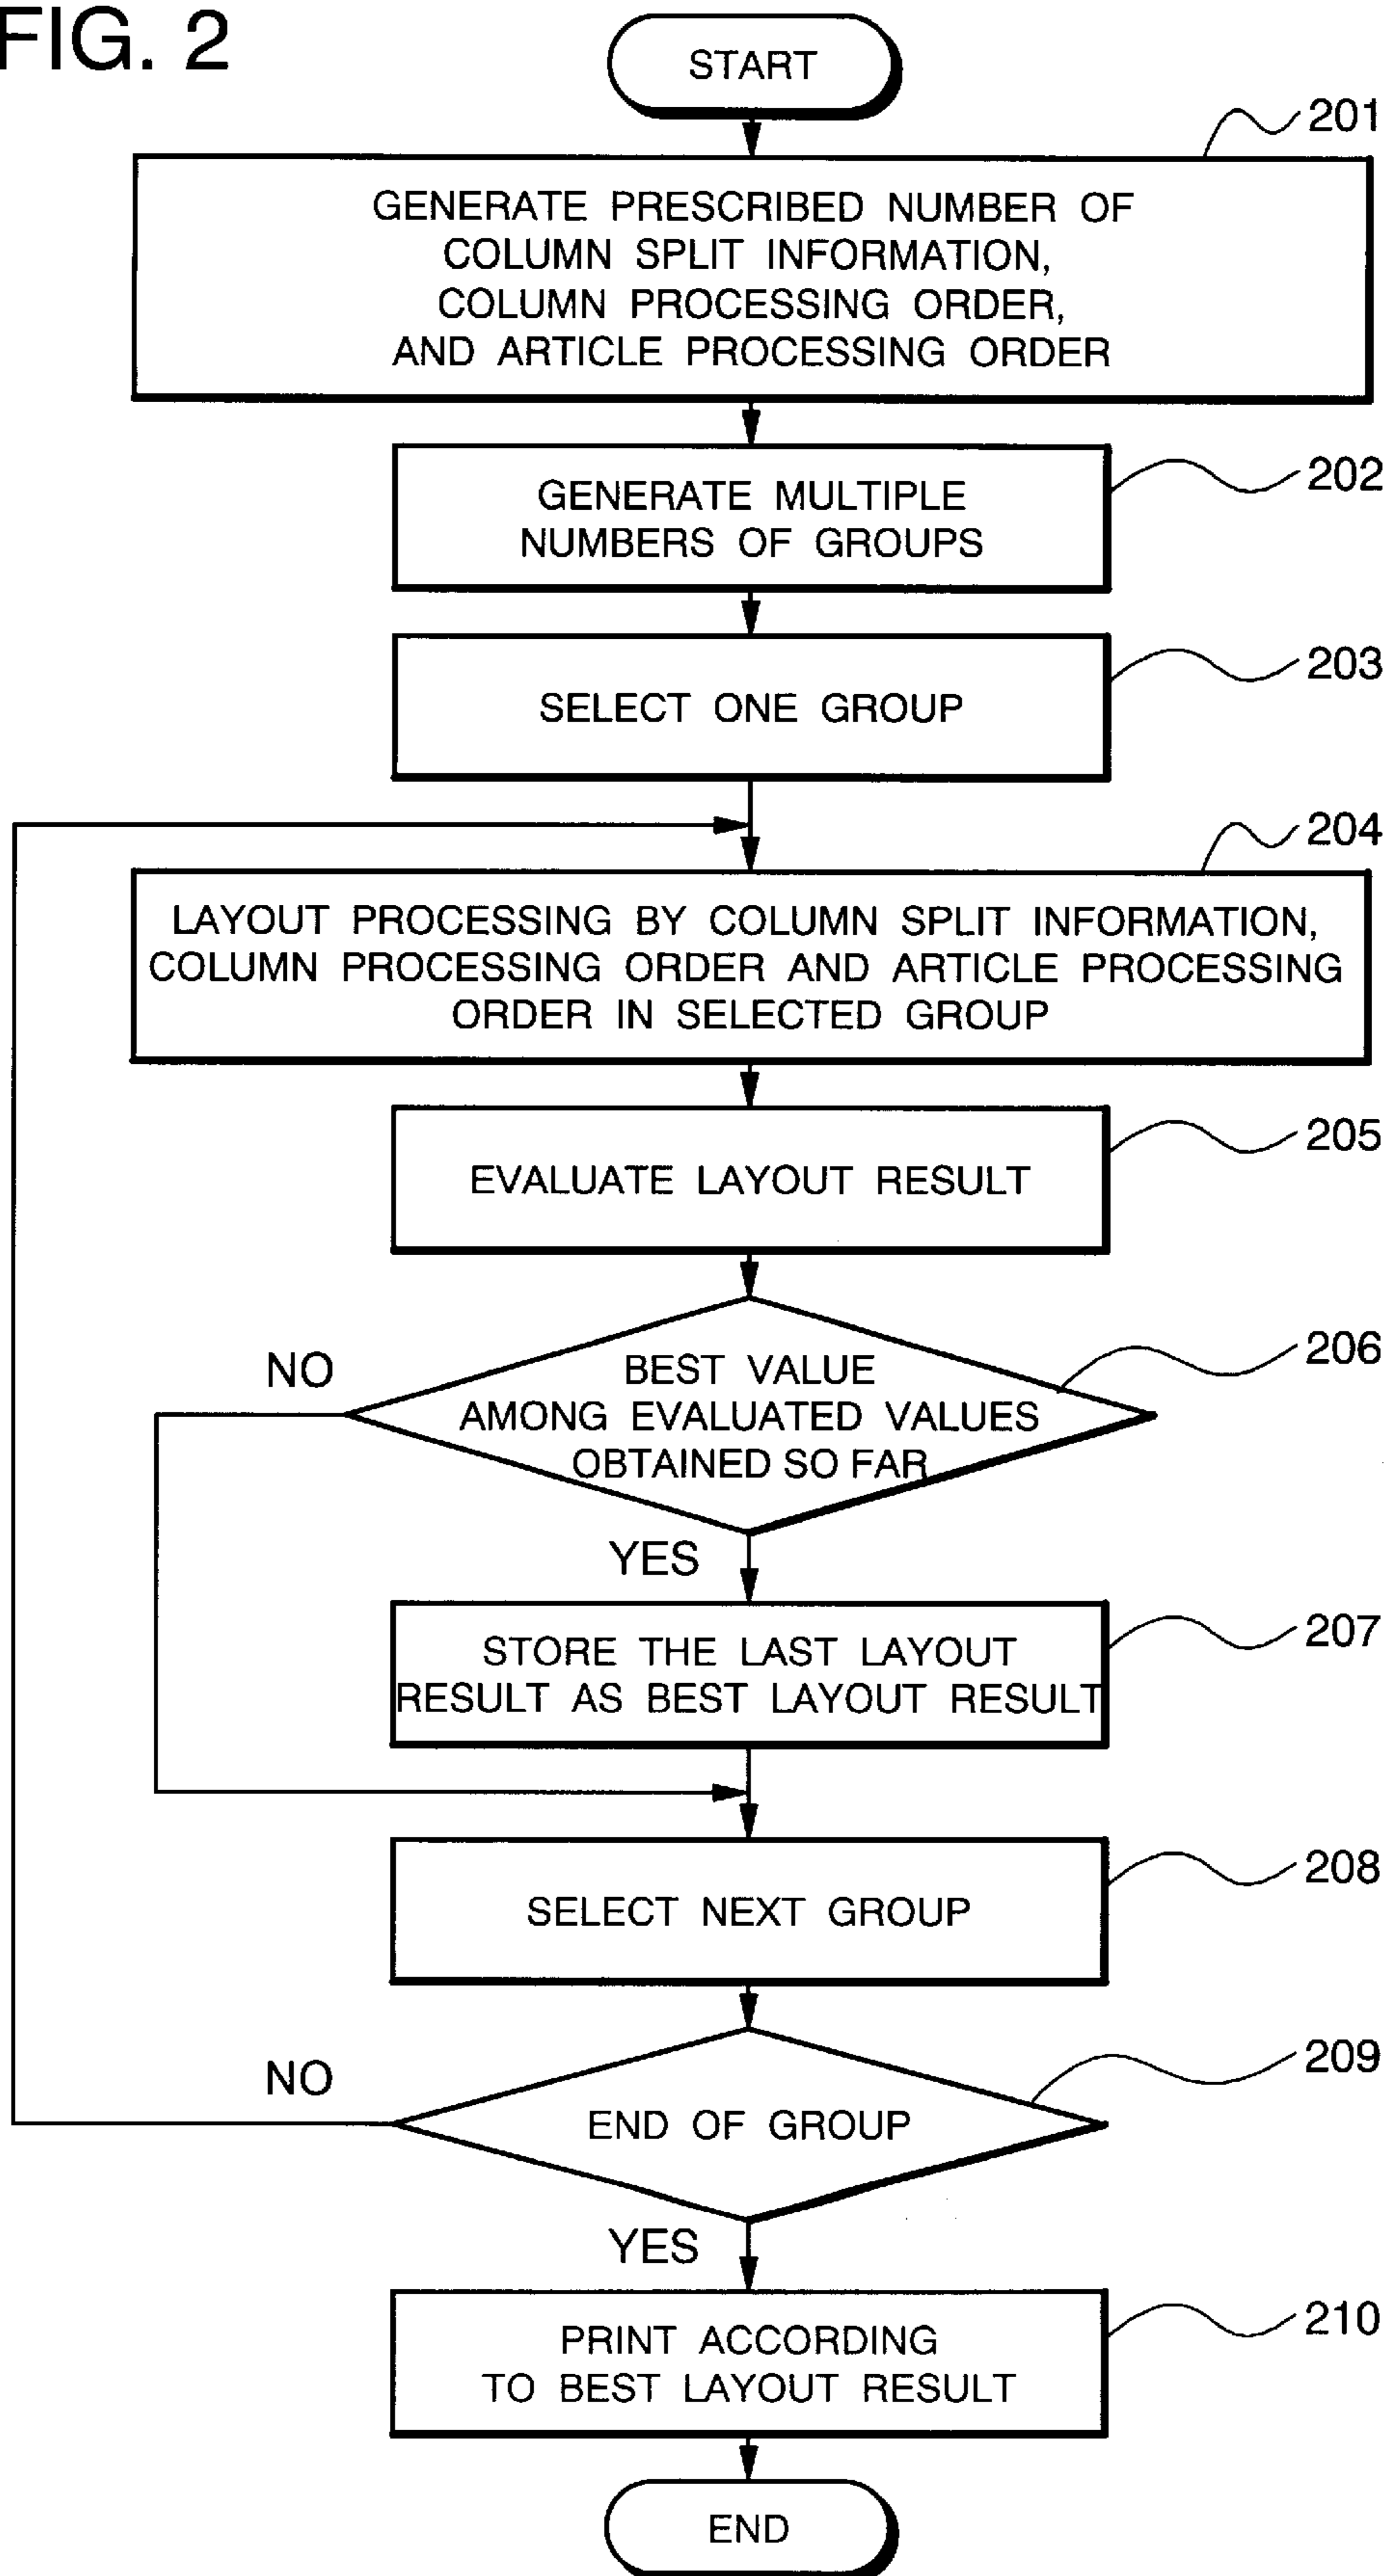 FIG. 2
START
201
GENERATE PRESCRIBED NUMBER OF
COLUMN SPLIT INFORMATION,
COLUMN PROCESSING ORDER,
AND ARTICLE PROCESSING ORDER
202
GENERATE MULTIPLE
NUMBERS OF GROUPS
203
SELECT ONE GROUP
204
LAYOUT PROCESSING BY COLUMN SPLIT INFORMATION,
COLUMN PROCESSING ORDER AND ARTICLE PROCESSING
ORDER IN SELECTED GROUP
205
EVALUATE LAYOUT RESULT
206
NO
BEST VALUE
AMONG EVALUATED VALUES
OBTAINED SO FAR
YES
207
STORE THE LAST LAYOUT
RESULT AS BEST LAYOUT RESULT
208
SELECT NEXT GROUP
209
NO
END OF GROUP
YES
210
PRINT ACCORDING
TO BEST LAYOUT RESULT
END